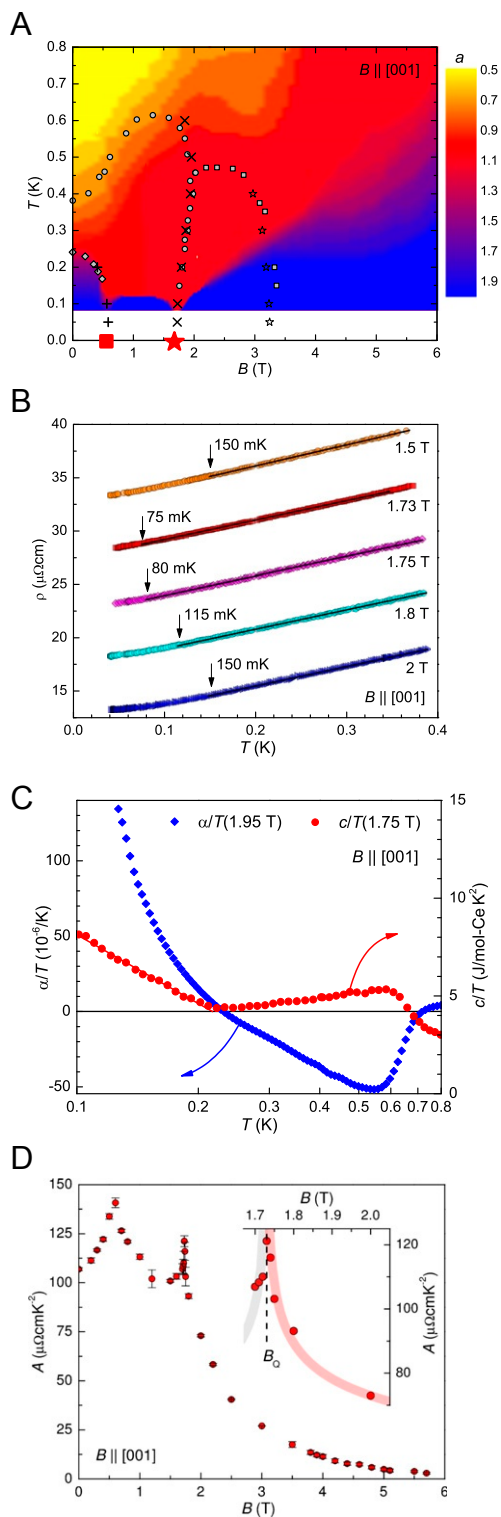 A
B || [001]
a
0.8
0.7
0.6
0.5
0.4
0.3
0.2
0.1
0.0
T (K)
0 1 2 3 4 5 6
B (T)
0.5
0.7
0.9
1.1
1.3
1.5
1.7
1.9
B
40
35
30
25
20
15
ρ (μΩcm)
150 mK
1.5 T
75 mK
1.73 T
80 mK
1.75 T
115 mK
1.8 T
150 mK
2 T
B || [001]
0.0 0.1 0.2 0.3 0.4
T (K)
C
α/T(1.95 T) c/T(1.75 T)
B || [001]
100
50
0
-50
α/T (10⁻⁶/K)
15
10
5
0
c/T (J/mol-Ce K²)
0.1 0.2 0.3 0.4 0.5 0.6 0.7 0.8
T (K)
D
150
125
100
75
50
25
0
A (μΩcmK⁻²)
B (T)
1.7 1.8 1.9 2.0
120
100
80
A (μΩcmK⁻²)
B_Q
B || [001]
0 1 2 3 4 5 6
B (T)